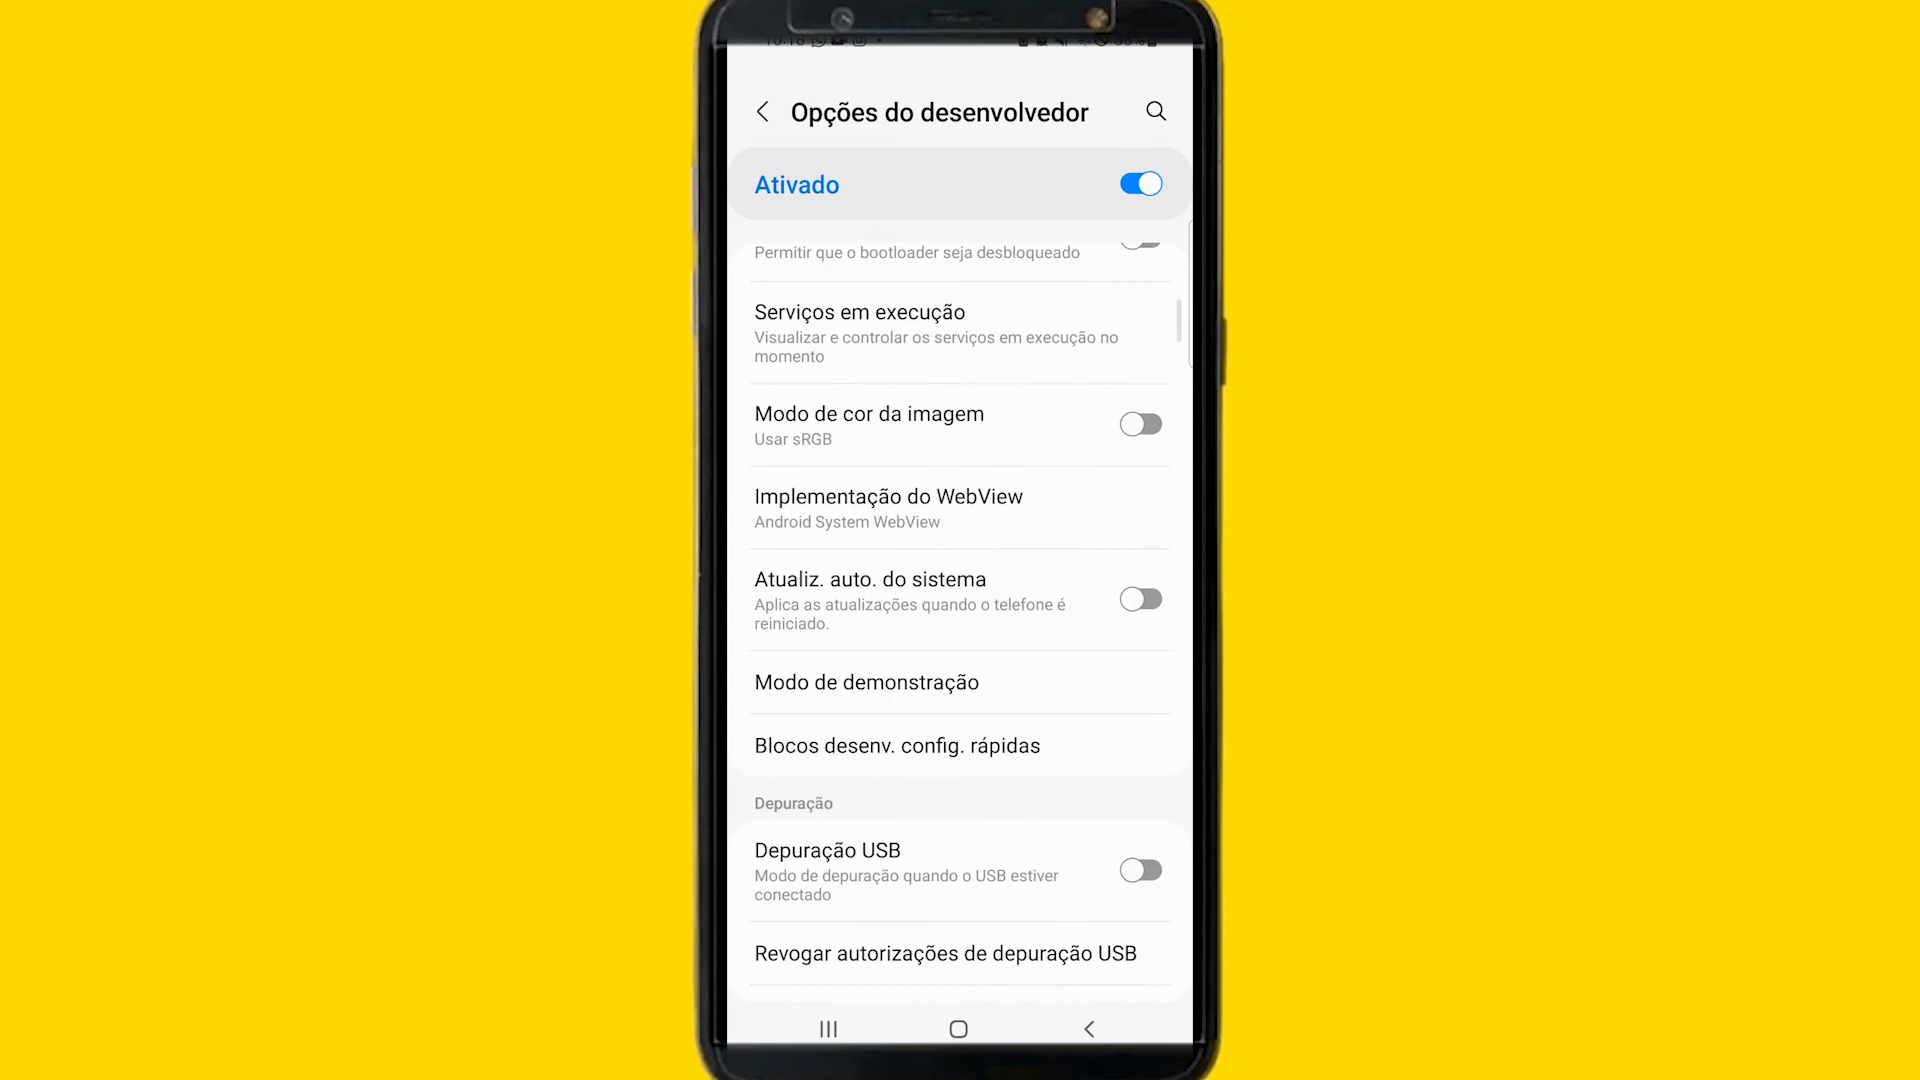 Opções do desenvolvedor
Ativado
Permitir que o bootloader seja desbloqueado
Serviços em execução
Visualizar e controlar os serviços em execução no
momento
Modo de cor da imagem
Usar sRGB
Implementação do WebView
Android System WebView
Atualiz. auto. do sistema
Aplica as atualizações quando o telefone é
reiniciado.
Modo de demonstração
Blocos desenv. config. rápidas
Depuração
Depuração USB
Modo de depuração quando o USB estiver
conectado
Revogar autorizações de depuração USB